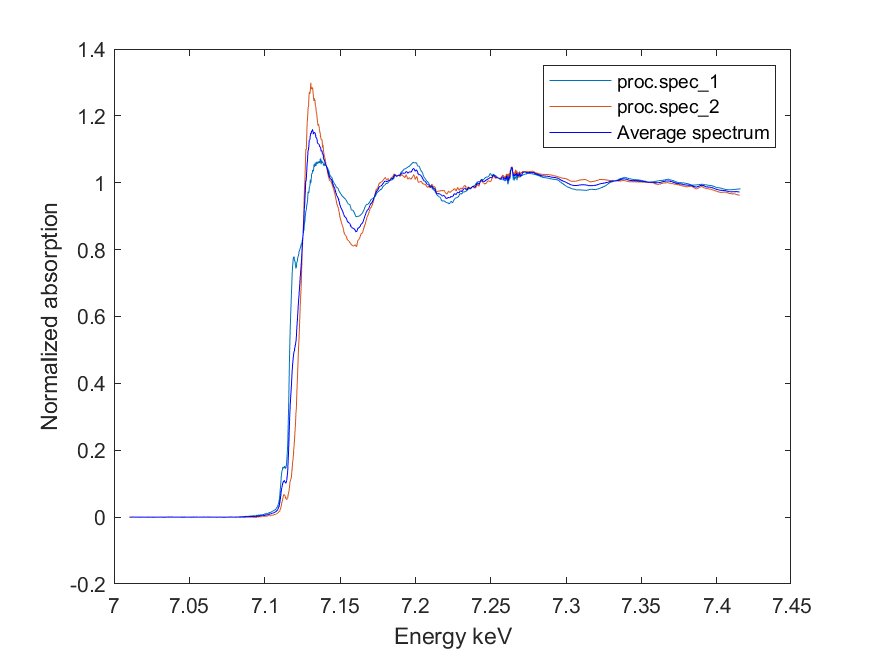 1.4
1.2
1
0.8
0.6
0.4
0.2
0
-0.2
7 7.05 7.1 7.15 7.2 7.25 7.3 7.35 7.4 7.45
Energy keV
Normalized absorption
proc.spec_1
proc.spec_2
Average spectrum